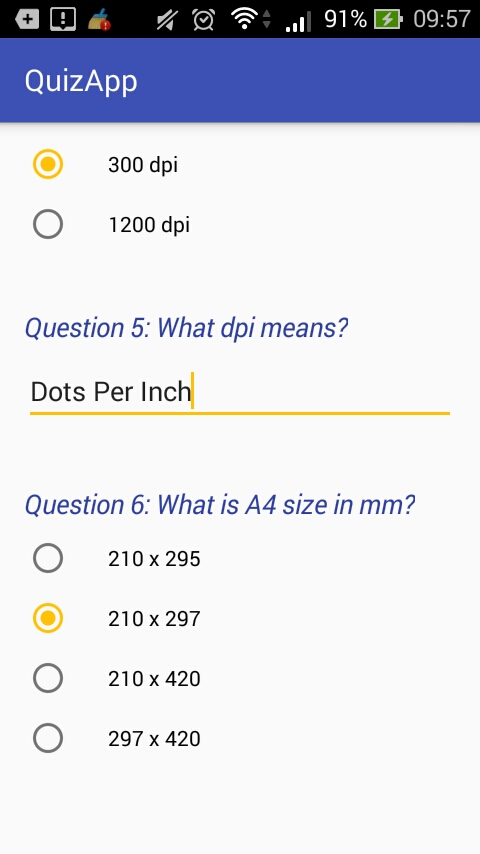 91% 09:57
QuizApp
300 dpi
1200 dpi
Question 5: What dpi means?
Dots Per Inch
Question 6: What is A4 size in mm?
210 x 295
210 x 297
210 x 420
297 x 420